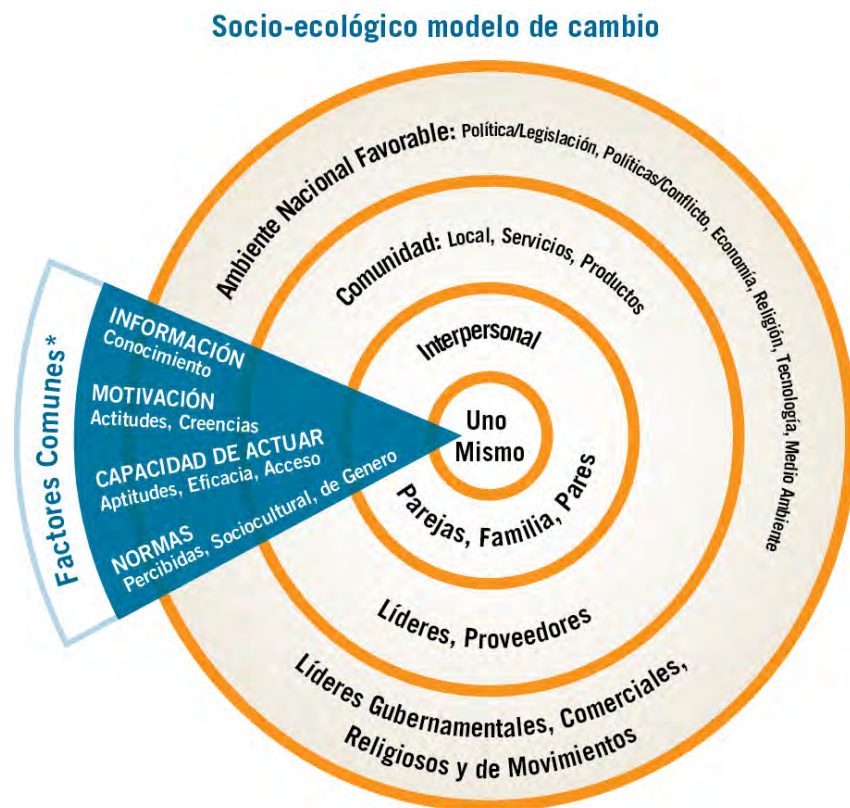 Socio-ecológico modelo de cambio
Ambiente Nacional Favorable: Política/Legislación, Políticas/Conflicto, Economía, Religión, Tecnología, Medio Ambiente
Comunidad: Local, Servicios, Productos
Interpersonal
Uno
Mismo
Parejas, Familia, Pares
Líderes, Proveedores
Líderes Gubernamentales, Comerciales,
Religiosos y de Movimientos
Factores Comunes*
INFORMACIÓN
Conocimiento
MOTIVACIÓN
Actitudes, Creencias
CAPACIDAD DE ACTUAR
Aptitudes, Eficacia, Acceso
NORMAS
Percibidas, Sociocultural, de Genero